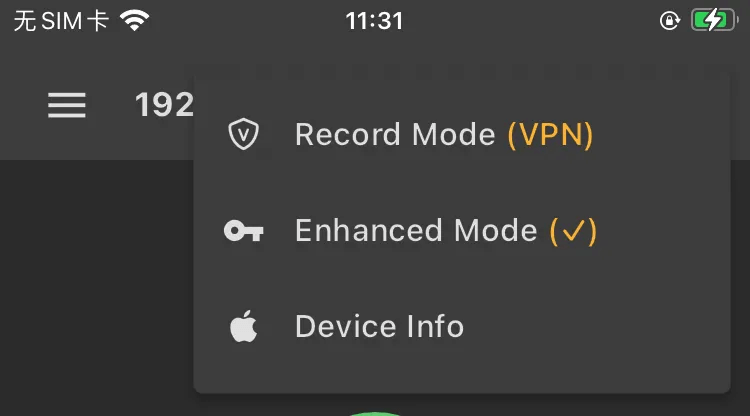 无SIM卡 11:31
192
Record Mode (VPN)
Enhanced Mode (✓)
Device Info